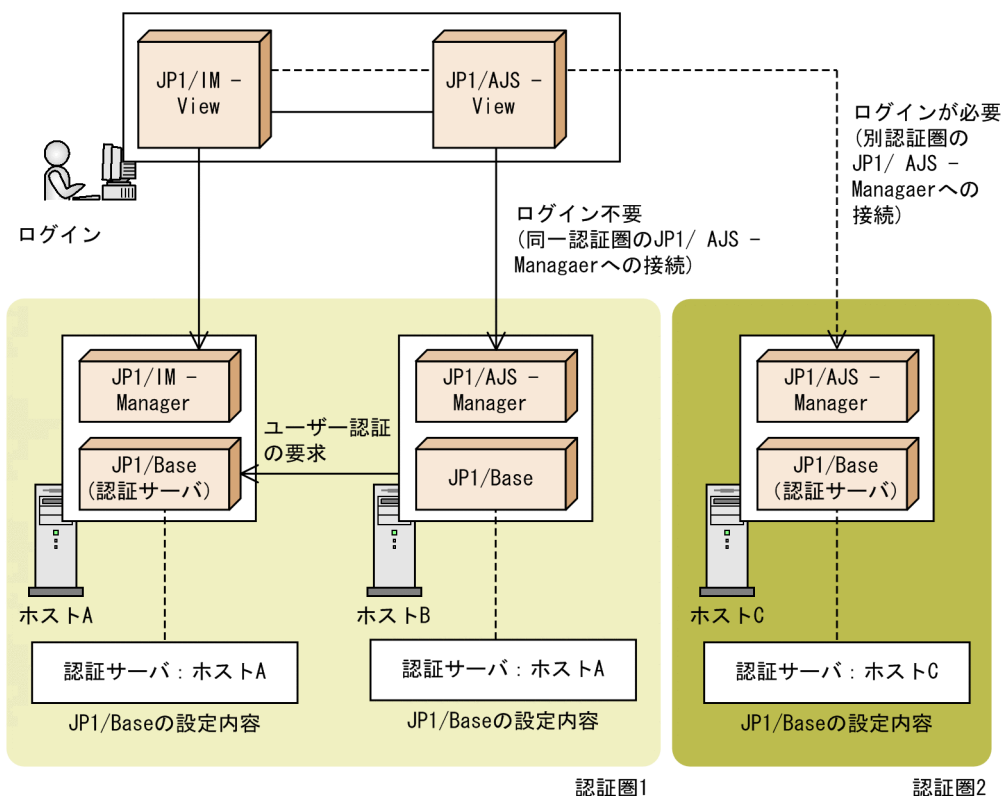 JP1/IM －
View
JP1/AJS －
View
ログインが必要
(別認証圏の
JP1/ AJS －
Managaerへの
接続)
ログイン
ログイン不要
(同一認証圏のJP1/ AJS －
Managaerへの接続)
JP1/IM －
Manager
JP1/AJS －
Manager
JP1/AJS －
Manager
ユーザー認証
の要求
JP1/Base
(認証サーバ)
JP1/Base
JP1/Base
(認証サーバ)
ホストA
ホストB
ホストC
認証サーバ：ホストA
認証サーバ：ホストA
認証サーバ：ホストC
JP1/Baseの設定内容
JP1/Baseの設定内容
JP1/Baseの設定内容
認証圏1
認証圏2